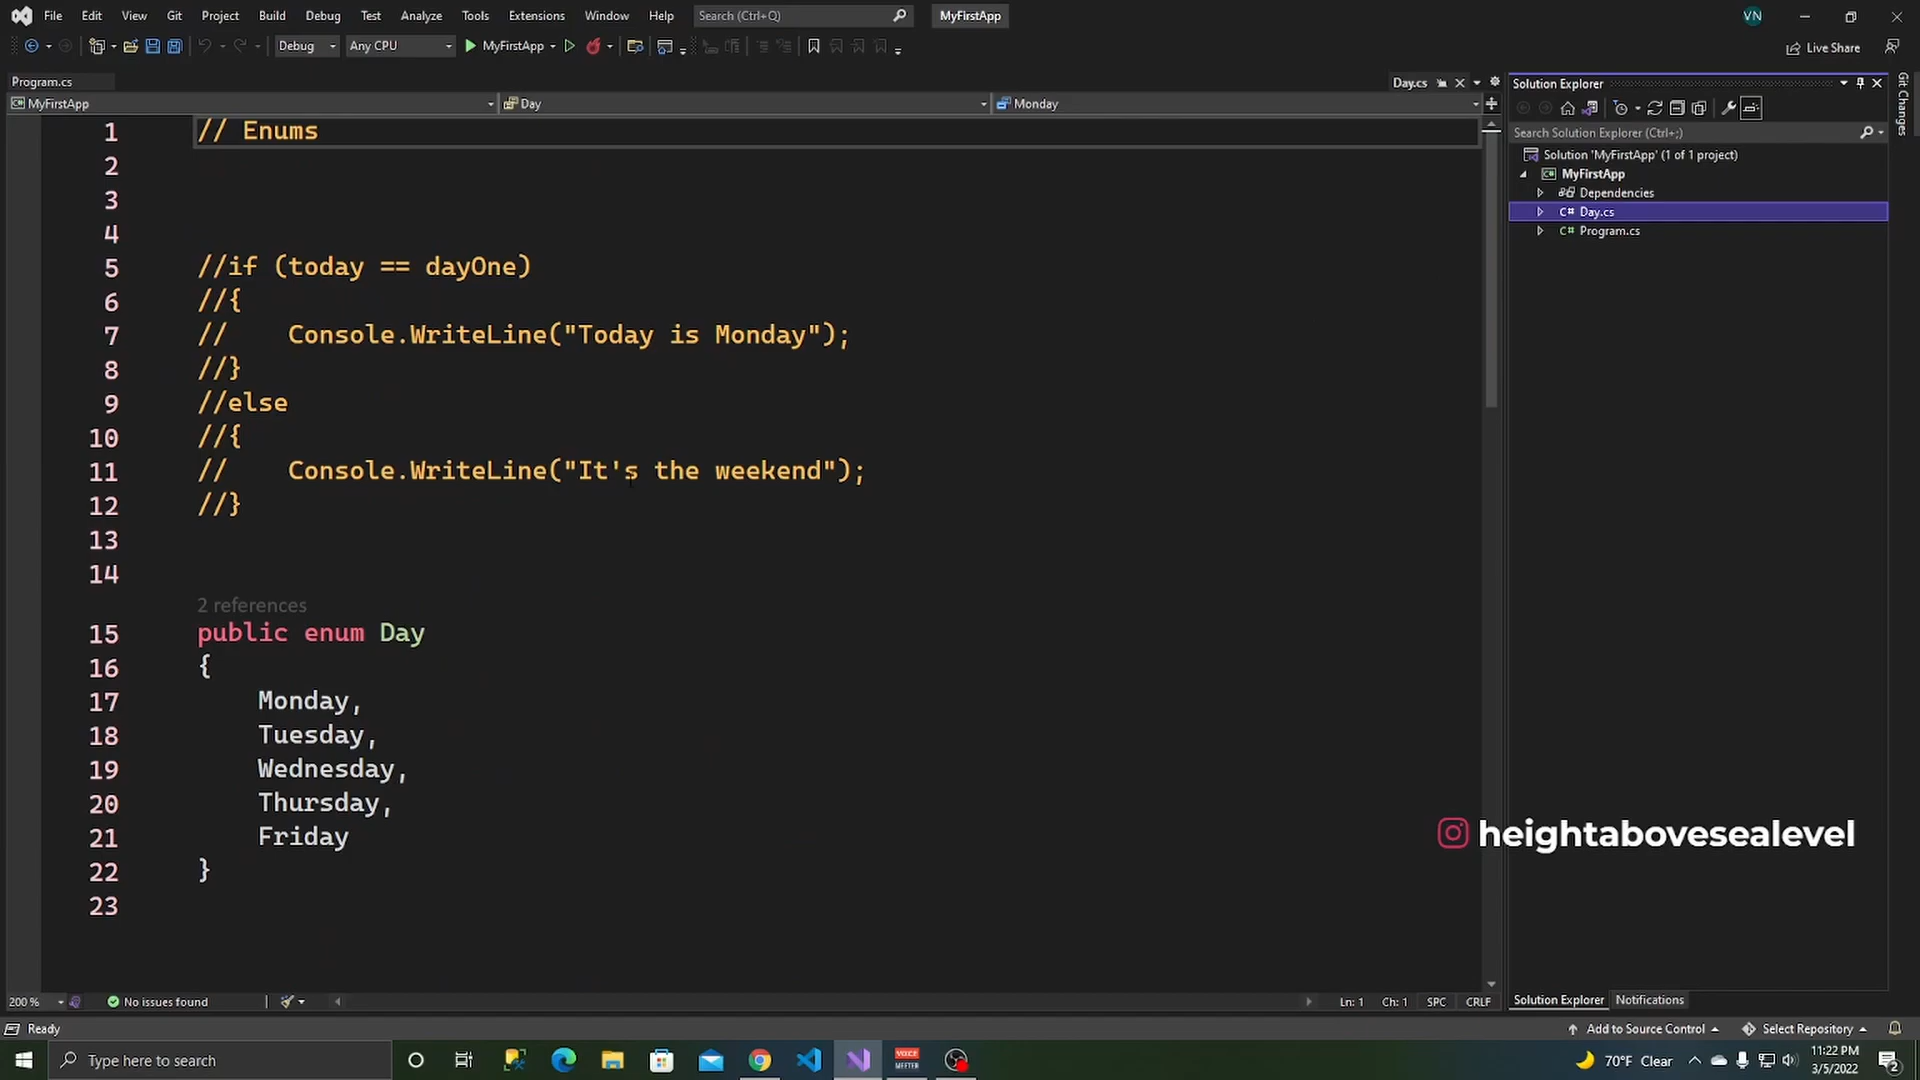 File Edit View Git Project Build Debug Test Analyze Tools Extensions Window Help Search (Ctrl+Q) MyFirstApp VN
Debug Any CPU MyFirstApp Live Share
Program.cs Day.cs
MyFirstApp Day Monday
1 // Enums
2
3
4
5 //if (today == dayOne)
6 //{
7 //    Console.WriteLine("Today is Monday");
8 //}
9 //else
10 //{
11 //    Console.WriteLine("It's the weekend");
12 //}
13
14
2 references
15 public enum Day
16 {
17     Monday,
18     Tuesday,
19     Wednesday,
20     Thursday,
21     Friday
22 }
23
Solution Explorer
Search Solution Explorer (Ctrl+;)
Solution 'MyFirstApp' (1 of 1 project)
C# MyFirstApp
Dependencies
C# Day.cs
C# Program.cs
Git Changes
heightabovesealevel
200 % No issues found Ln: 1 Ch: 1 SPC CRLF
Solution Explorer Notifications
Ready Add to Source Control Select Repository
Type here to search VOICE MEETER 70°F Clear 11:22 PM
3/5/2022
2